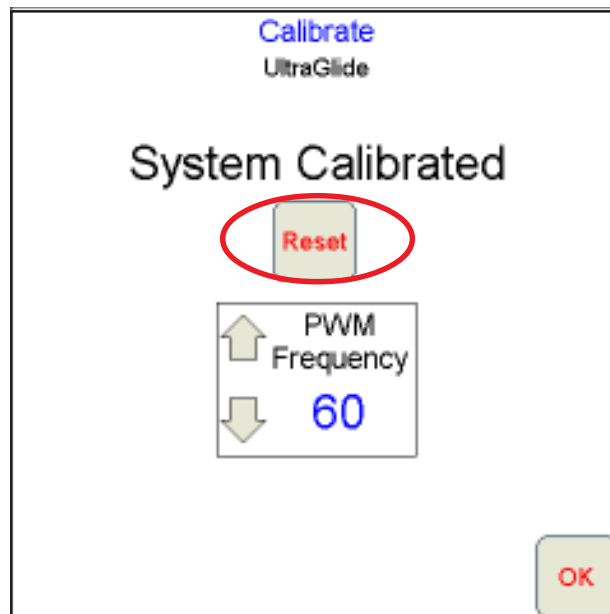 Calibrate
UltraGlide
System Calibrated
Reset
PWM
Frequency
60
OK